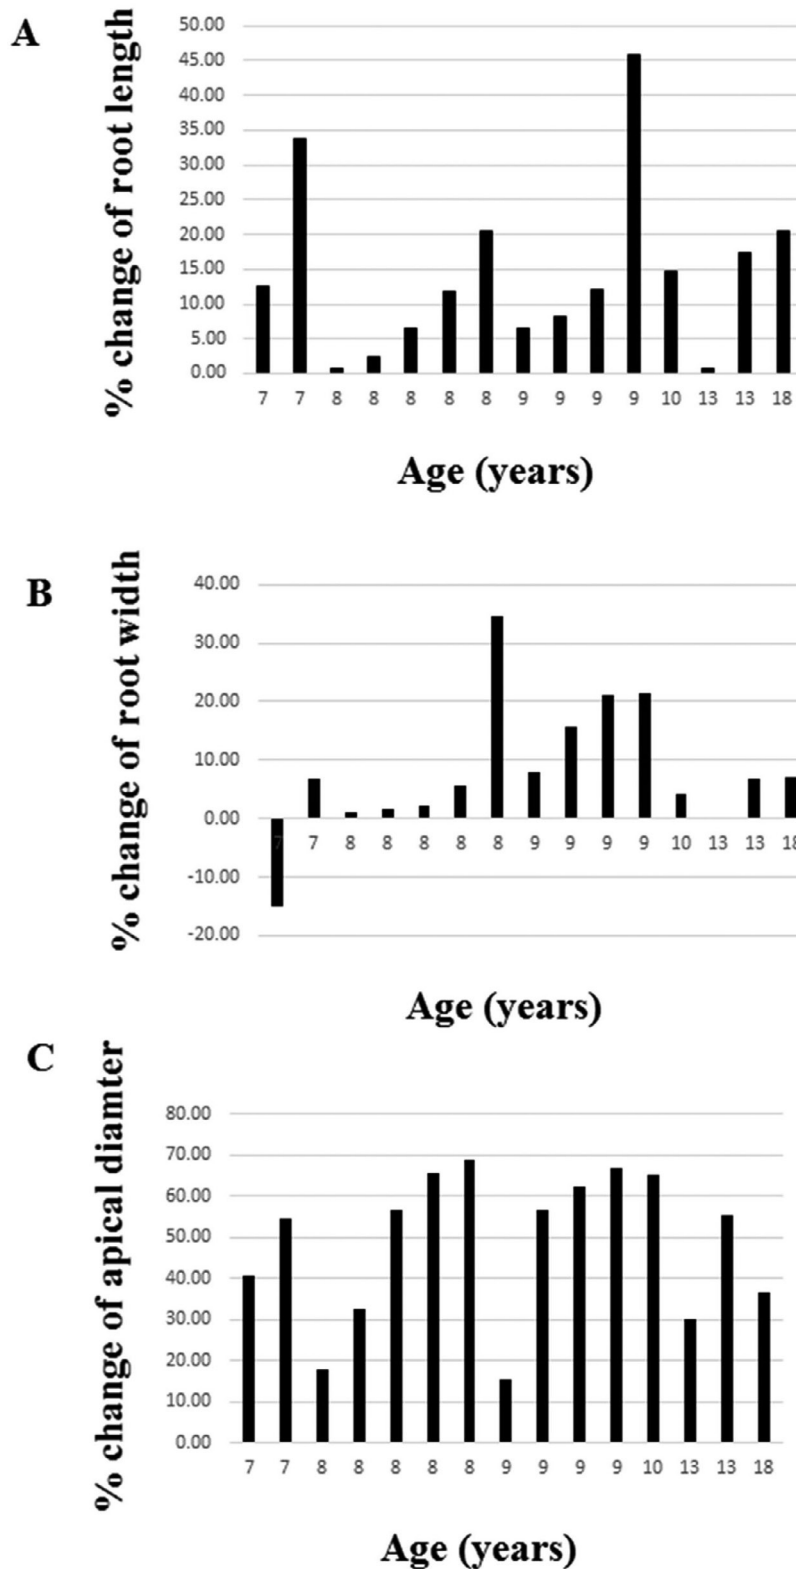 A
% change of root length
50.00
45.00
40.00
35.00
30.00
25.00
20.00
15.00
10.00
5.00
0.00
7 7 8 8 8 8 8 9 9 9 9 10 13 13 18
Age (years)
B
% change of root width
40.00
30.00
20.00
10.00
0.00
-10.00
-20.00
7 7 8 8 8 8 8 9 9 9 9 10 13 13 18
Age (years)
C
% change of apical diamter
80.00
70.00
60.00
50.00
40.00
30.00
20.00
10.00
0.00
7 7 8 8 8 8 8 9 9 9 9 10 13 13 18
Age (years)